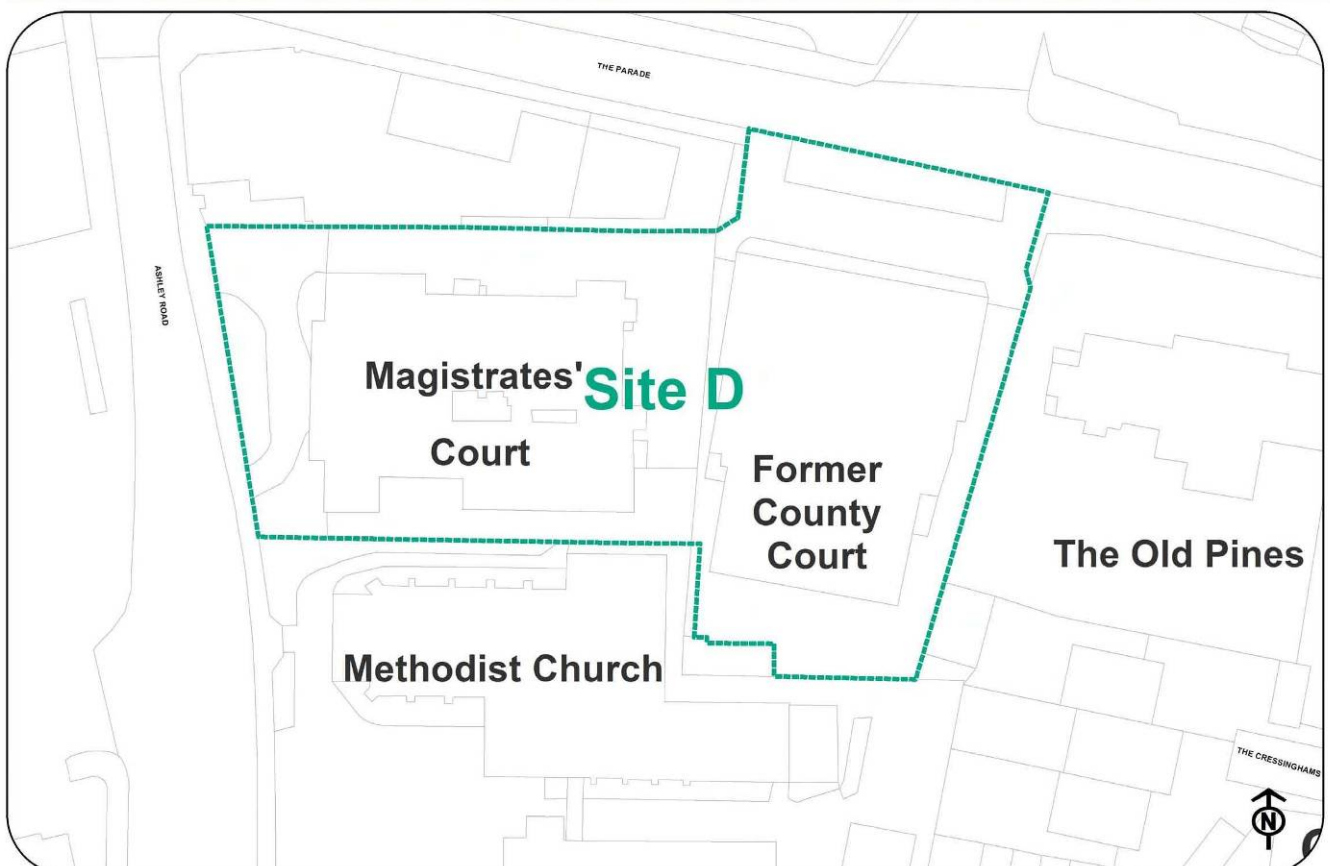 THE PARADE
ASHLEY ROAD
Magistrates'
Site D
Court
Former
County
Court
The Old Pines
Methodist Church
THE CRESSINGHAMS
N